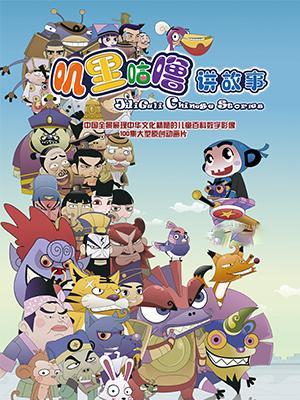 叽里咕噜讲故事
JiliGuli Chinese Stories
中国全景展现中华文化精髓的儿童百科数字影像
100集大型原创动画片